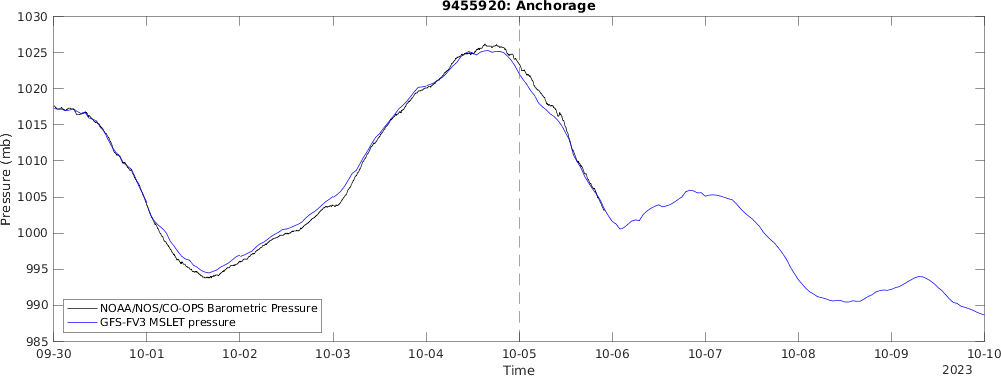 9455920: Anchorage
1030
1025
1020
1015
1010
1005
1000
995
990
985
Pressure (mb)
NOAA/NOS/CO-OPS Barometric Pressure
GFS-FV3 MSLET pressure
09-30 10-01 10-02 10-03 10-04 10-05 10-06 10-07 10-08 10-09 10-10
Time
2023